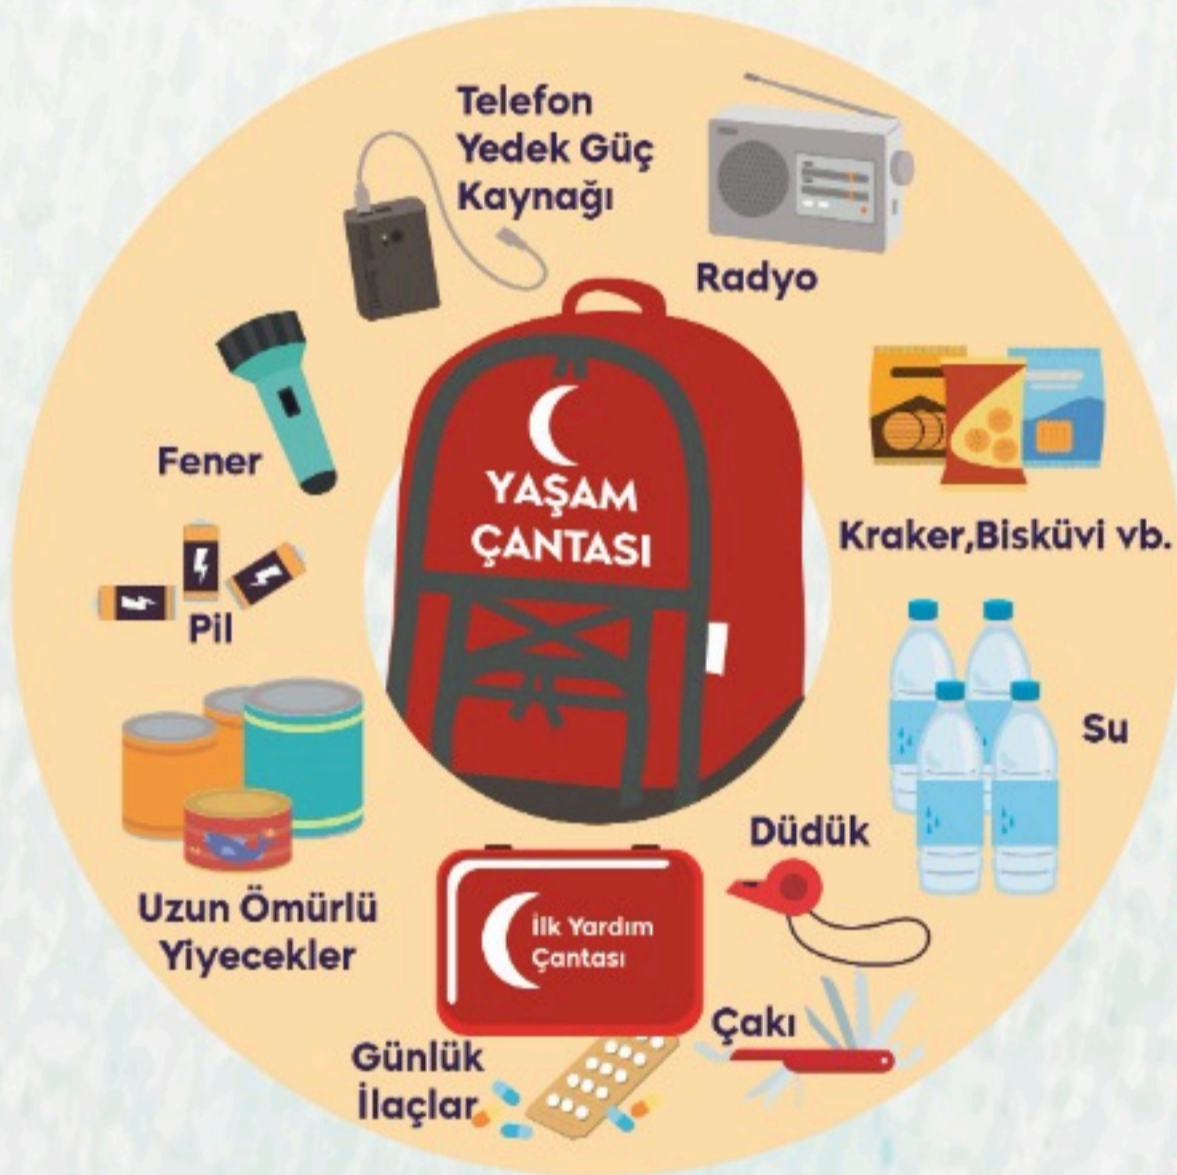 Telefon
Yedek Güç
Kaynağı
Radyo
Fener
YAŞAM
ÇANTASI
Kraker,Bisküvi vb.
Pil
Su
Düdük
Uzun Ömürlü
Yiyecekler
İlk Yardım
Çantası
Çakı
Günlük
İlaçlar